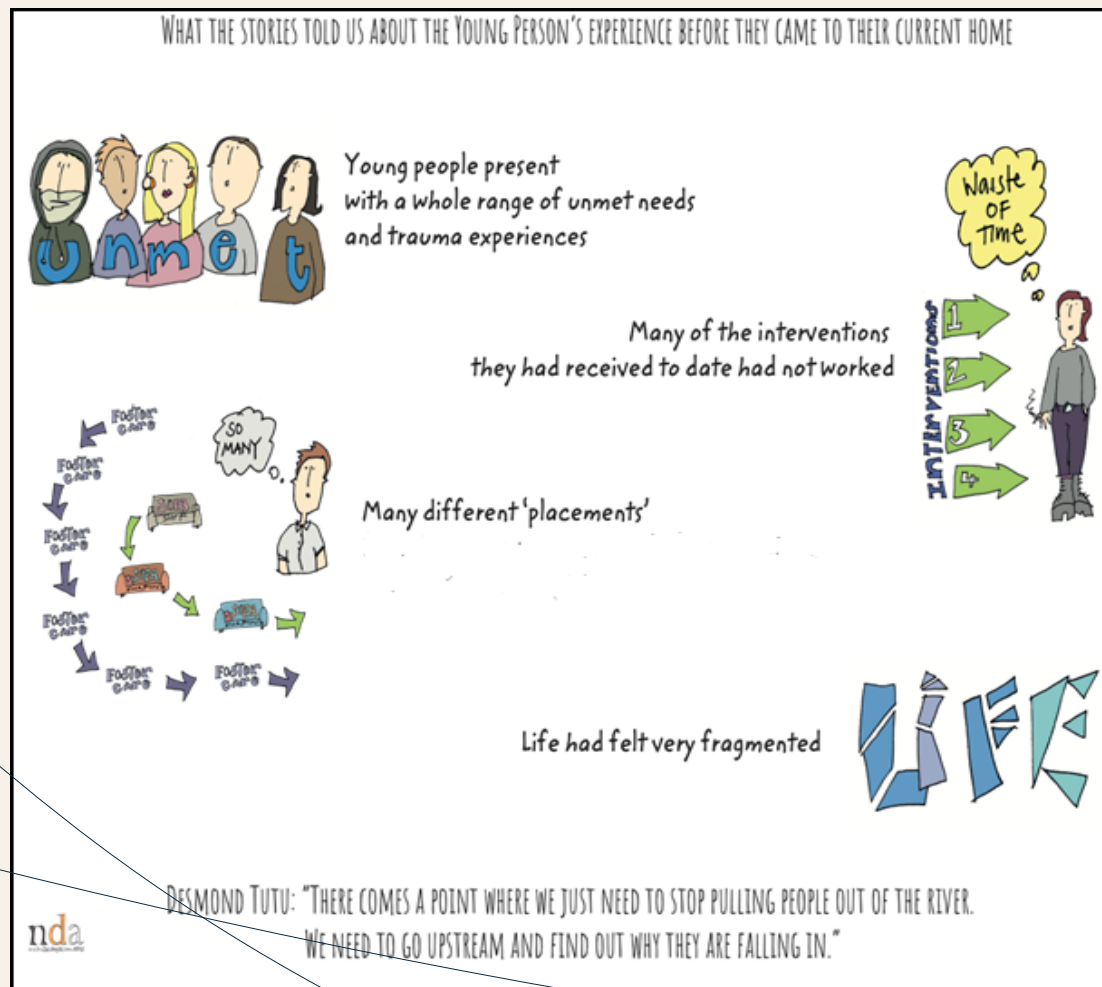 WHAT THE STORIES TOLD US ABOUT THE YOUNG PERSON'S EXPERIENCE BEFORE THEY CAME TO THEIR CURRENT HOME
unmet
Young people present
with a whole range of unmet needs
and trauma experiences
Waiste
OF
Time
INTERVENTIONS
1
2
3
4
Many of the interventions
they had received to date had not worked
FOSTER
CARE
FOSTER
CARE
FOSTER
CARE
FOSTER
CARE
FOSTER
CARE
FOSTER
CARE
SO
MANY
Many different 'placements'
Life had felt very fragmented
LiFE
DESMOND TUTU: "THERE COMES A POINT WHERE WE JUST NEED TO STOP PULLING PEOPLE OUT OF THE RIVER.
WE NEED TO GO UPSTREAM AND FIND OUT WHY THEY ARE FALLING IN."
nda